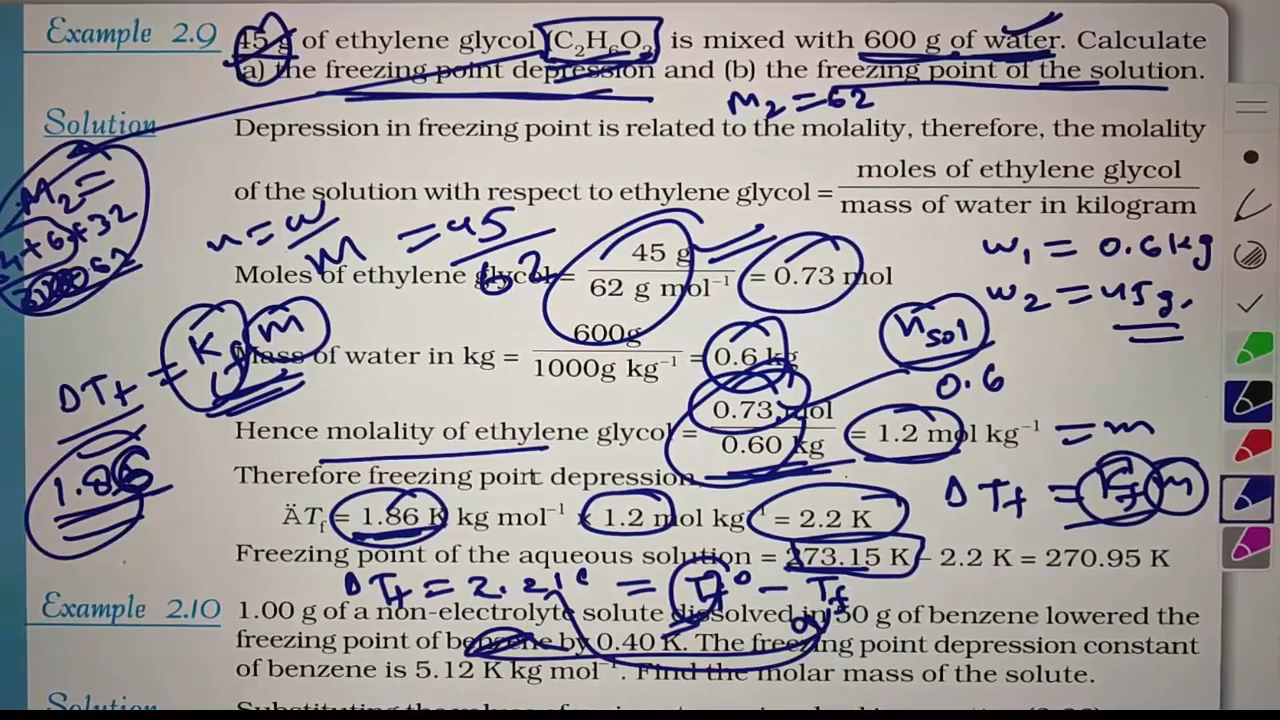 Example 2.9 45 g of ethylene glycol (C₂H₆O₂) is mixed with 600 g of water. Calculate
(a) the freezing point depression and (b) the freezing point of the solution.
M₂ = 62
Solution Depression in freezing point is related to the molality, therefore, the molality
of the solution with respect to ethylene glycol = moles of ethylene glycol / mass of water in kilogram
M₂ =
+ 6 + 32
62
n = w/M = 45/62
w₁ = 0.6 kg
Moles of ethylene glycol = 45 g / 62 g mol⁻¹ = 0.73 mol
w₂ = 45 g.
Mass of water in kg = 600g / 1000g kg⁻¹ = 0.6 kg
n sol
0.6
ΔTf = Kf m
Hence molality of ethylene glycol = 0.73 mol / 0.60 kg = 1.2 mol kg⁻¹ = m
1.86
Therefore freezing point depression
ΔTf = Kf m
ÄTf = 1.86 K kg mol⁻¹ × 1.2 mol kg⁻¹ = 2.2 K
Freezing point of the aqueous solution = 273.15 K – 2.2 K = 270.95 K
ΔTf = 2.2 = Tf° − Tf
Example 2.10 1.00 g of a non-electrolyte solute dissolved in 50 g of benzene lowered the
freezing point of benzene by 0.40 K. The freezing point depression constant
of benzene is 5.12 K kg mol⁻¹. Find the molar mass of the solute.
Solution